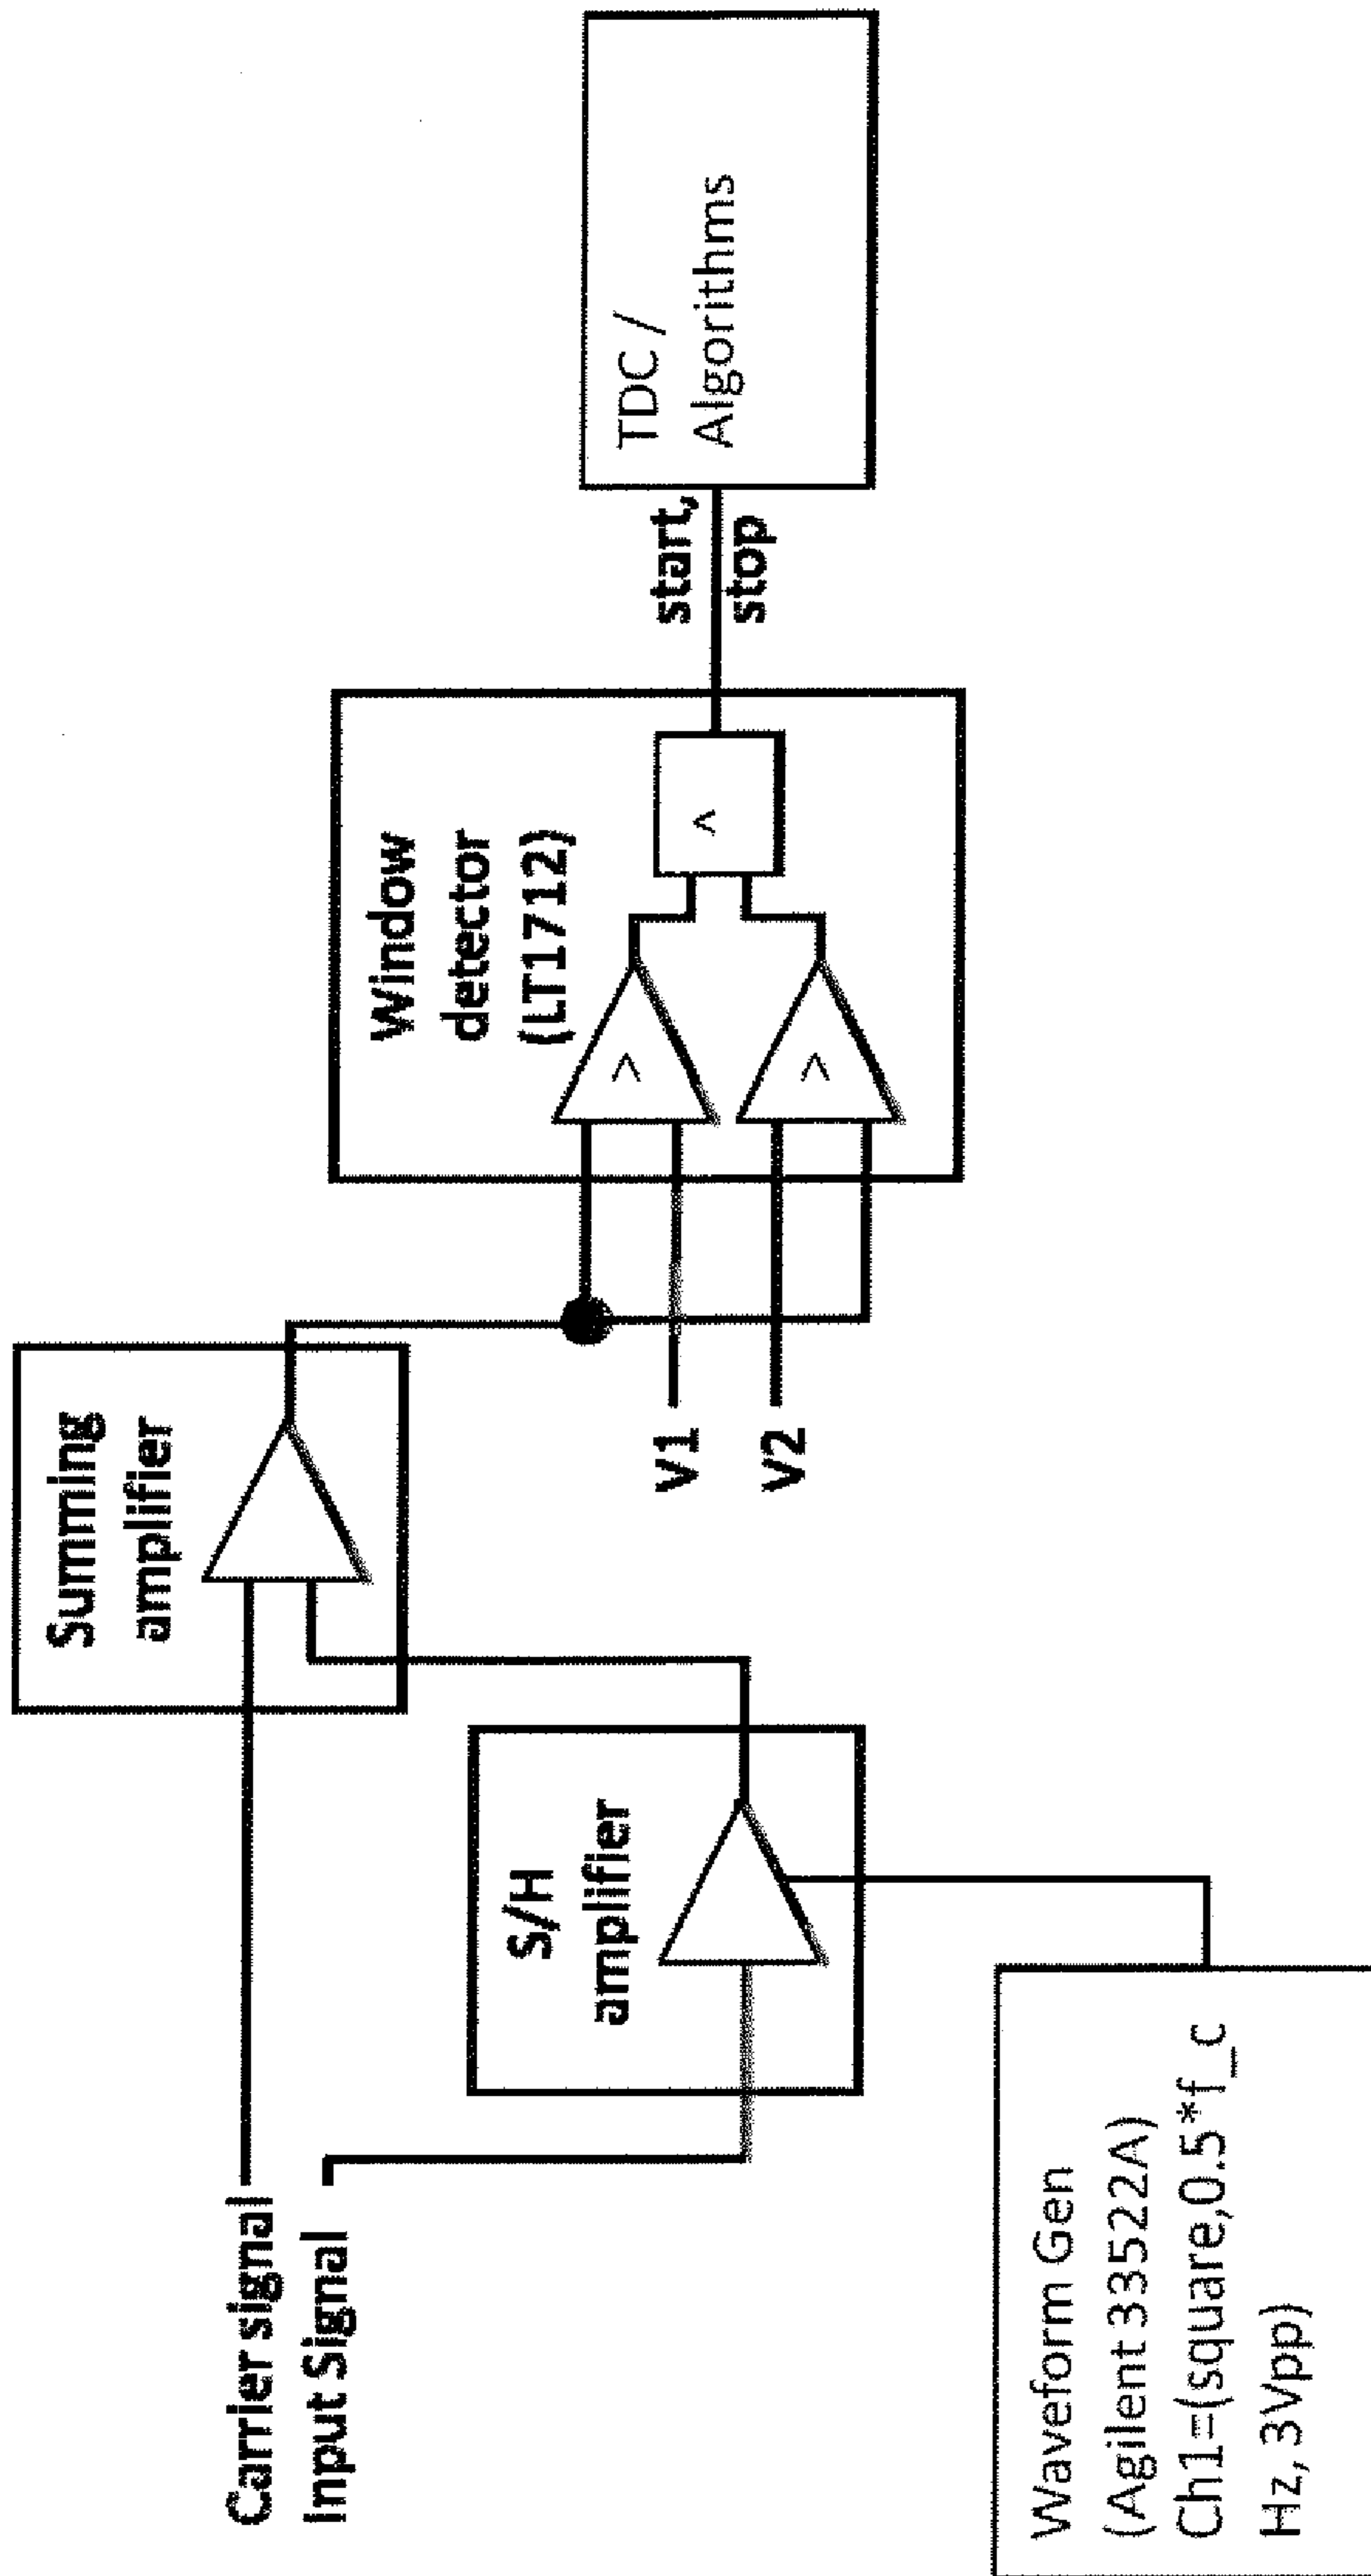 Carrier signal
Input Signal
Summing
amplifier
S/H
amplifier
Waveform Gen
(Agilent 33522A)
Ch1=(square,0.5*f_c
Hz, 3Vpp)
V1
V2
Window
detector
(LT1712)
>
>
^
start,
stop
TDC /
Algorithms